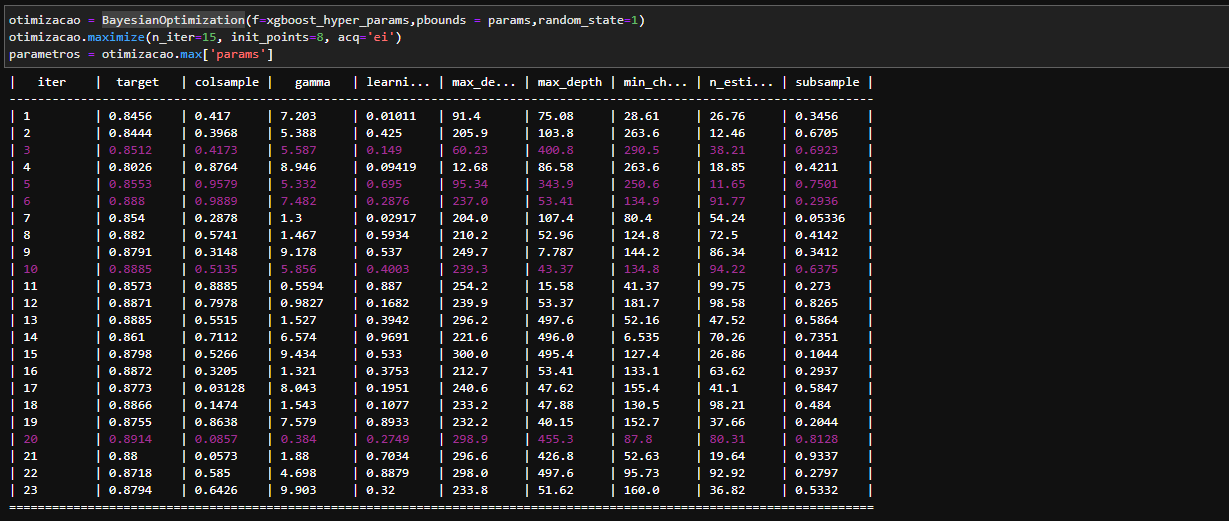 otimizacao = BayesianOptimization(f=xgboost_hyper_params,pbounds = params,random_state=1)
otimizacao.maximize(n_iter=15, init_points=8, acq='ei')
parametros = otimizacao.max['params']
|   iter    |  target   | colsample |   gamma   | learni... | max_de... | max_depth | min_ch... | n_esti... | subsample |
-------------------------------------------------------------------------------------------------------------------------
| 1         | 0.8456    | 0.417     | 7.203     | 0.01011   | 91.4      | 75.08     | 28.61     | 26.76     | 0.3456    |
| 2         | 0.8444    | 0.3968    | 5.388     | 0.425     | 205.9     | 103.8     | 263.6     | 12.46     | 0.6705    |
| 3         | 0.8512    | 0.4173    | 5.587     | 0.149     | 60.23     | 400.8     | 290.5     | 38.21     | 0.6923    |
| 4         | 0.8026    | 0.8764    | 8.946     | 0.09419   | 12.68     | 86.58     | 263.6     | 18.85     | 0.4211    |
| 5         | 0.8553    | 0.9579    | 5.332     | 0.695     | 95.34     | 343.9     | 250.6     | 11.65     | 0.7501    |
| 6         | 0.888     | 0.9889    | 7.482     | 0.2876    | 237.0     | 53.41     | 134.9     | 91.77     | 0.2936    |
| 7         | 0.854     | 0.2878    | 1.3       | 0.02917   | 204.0     | 107.4     | 80.4      | 54.24     | 0.05336   |
| 8         | 0.882     | 0.5741    | 1.467     | 0.5934    | 210.2     | 52.96     | 124.8     | 72.5      | 0.4142    |
| 9         | 0.8791    | 0.3148    | 9.178     | 0.537     | 249.7     | 7.787     | 144.2     | 86.34     | 0.3412    |
| 10        | 0.8885    | 0.5135    | 5.856     | 0.4003    | 239.3     | 43.37     | 134.8     | 94.22     | 0.6375    |
| 11        | 0.8573    | 0.8885    | 0.5594    | 0.887     | 254.2     | 15.58     | 41.37     | 99.75     | 0.273     |
| 12        | 0.8871    | 0.7978    | 0.9827    | 0.1682    | 239.9     | 53.37     | 181.7     | 98.58     | 0.8265    |
| 13        | 0.8885    | 0.5515    | 1.527     | 0.3942    | 296.2     | 497.6     | 52.16     | 47.52     | 0.5864    |
| 14        | 0.861     | 0.7112    | 6.574     | 0.9691    | 221.6     | 496.0     | 6.535     | 70.26     | 0.7351    |
| 15        | 0.8798    | 0.5266    | 9.434     | 0.533     | 300.0     | 495.4     | 127.4     | 26.86     | 0.1044    |
| 16        | 0.8872    | 0.3205    | 1.321     | 0.3753    | 212.7     | 53.41     | 133.1     | 63.62     | 0.2937    |
| 17        | 0.8773    | 0.03128   | 8.043     | 0.1951    | 240.6     | 47.62     | 155.4     | 41.1      | 0.5847    |
| 18        | 0.8866    | 0.1474    | 1.543     | 0.1077    | 233.2     | 47.88     | 130.5     | 98.21     | 0.484     |
| 19        | 0.8755    | 0.8638    | 7.579     | 0.8933    | 232.2     | 40.15     | 152.7     | 37.66     | 0.2044    |
| 20        | 0.8914    | 0.0857    | 0.384     | 0.2749    | 298.9     | 455.3     | 87.8      | 80.31     | 0.8128    |
| 21        | 0.88      | 0.0573    | 1.88      | 0.7034    | 296.6     | 426.8     | 52.63     | 19.64     | 0.9337    |
| 22        | 0.8718    | 0.585     | 4.698     | 0.8879    | 298.0     | 497.6     | 95.73     | 92.92     | 0.2797    |
| 23        | 0.8794    | 0.6426    | 9.903     | 0.32      | 233.8     | 51.62     | 160.0     | 36.82     | 0.5332    |
=========================================================================================================================